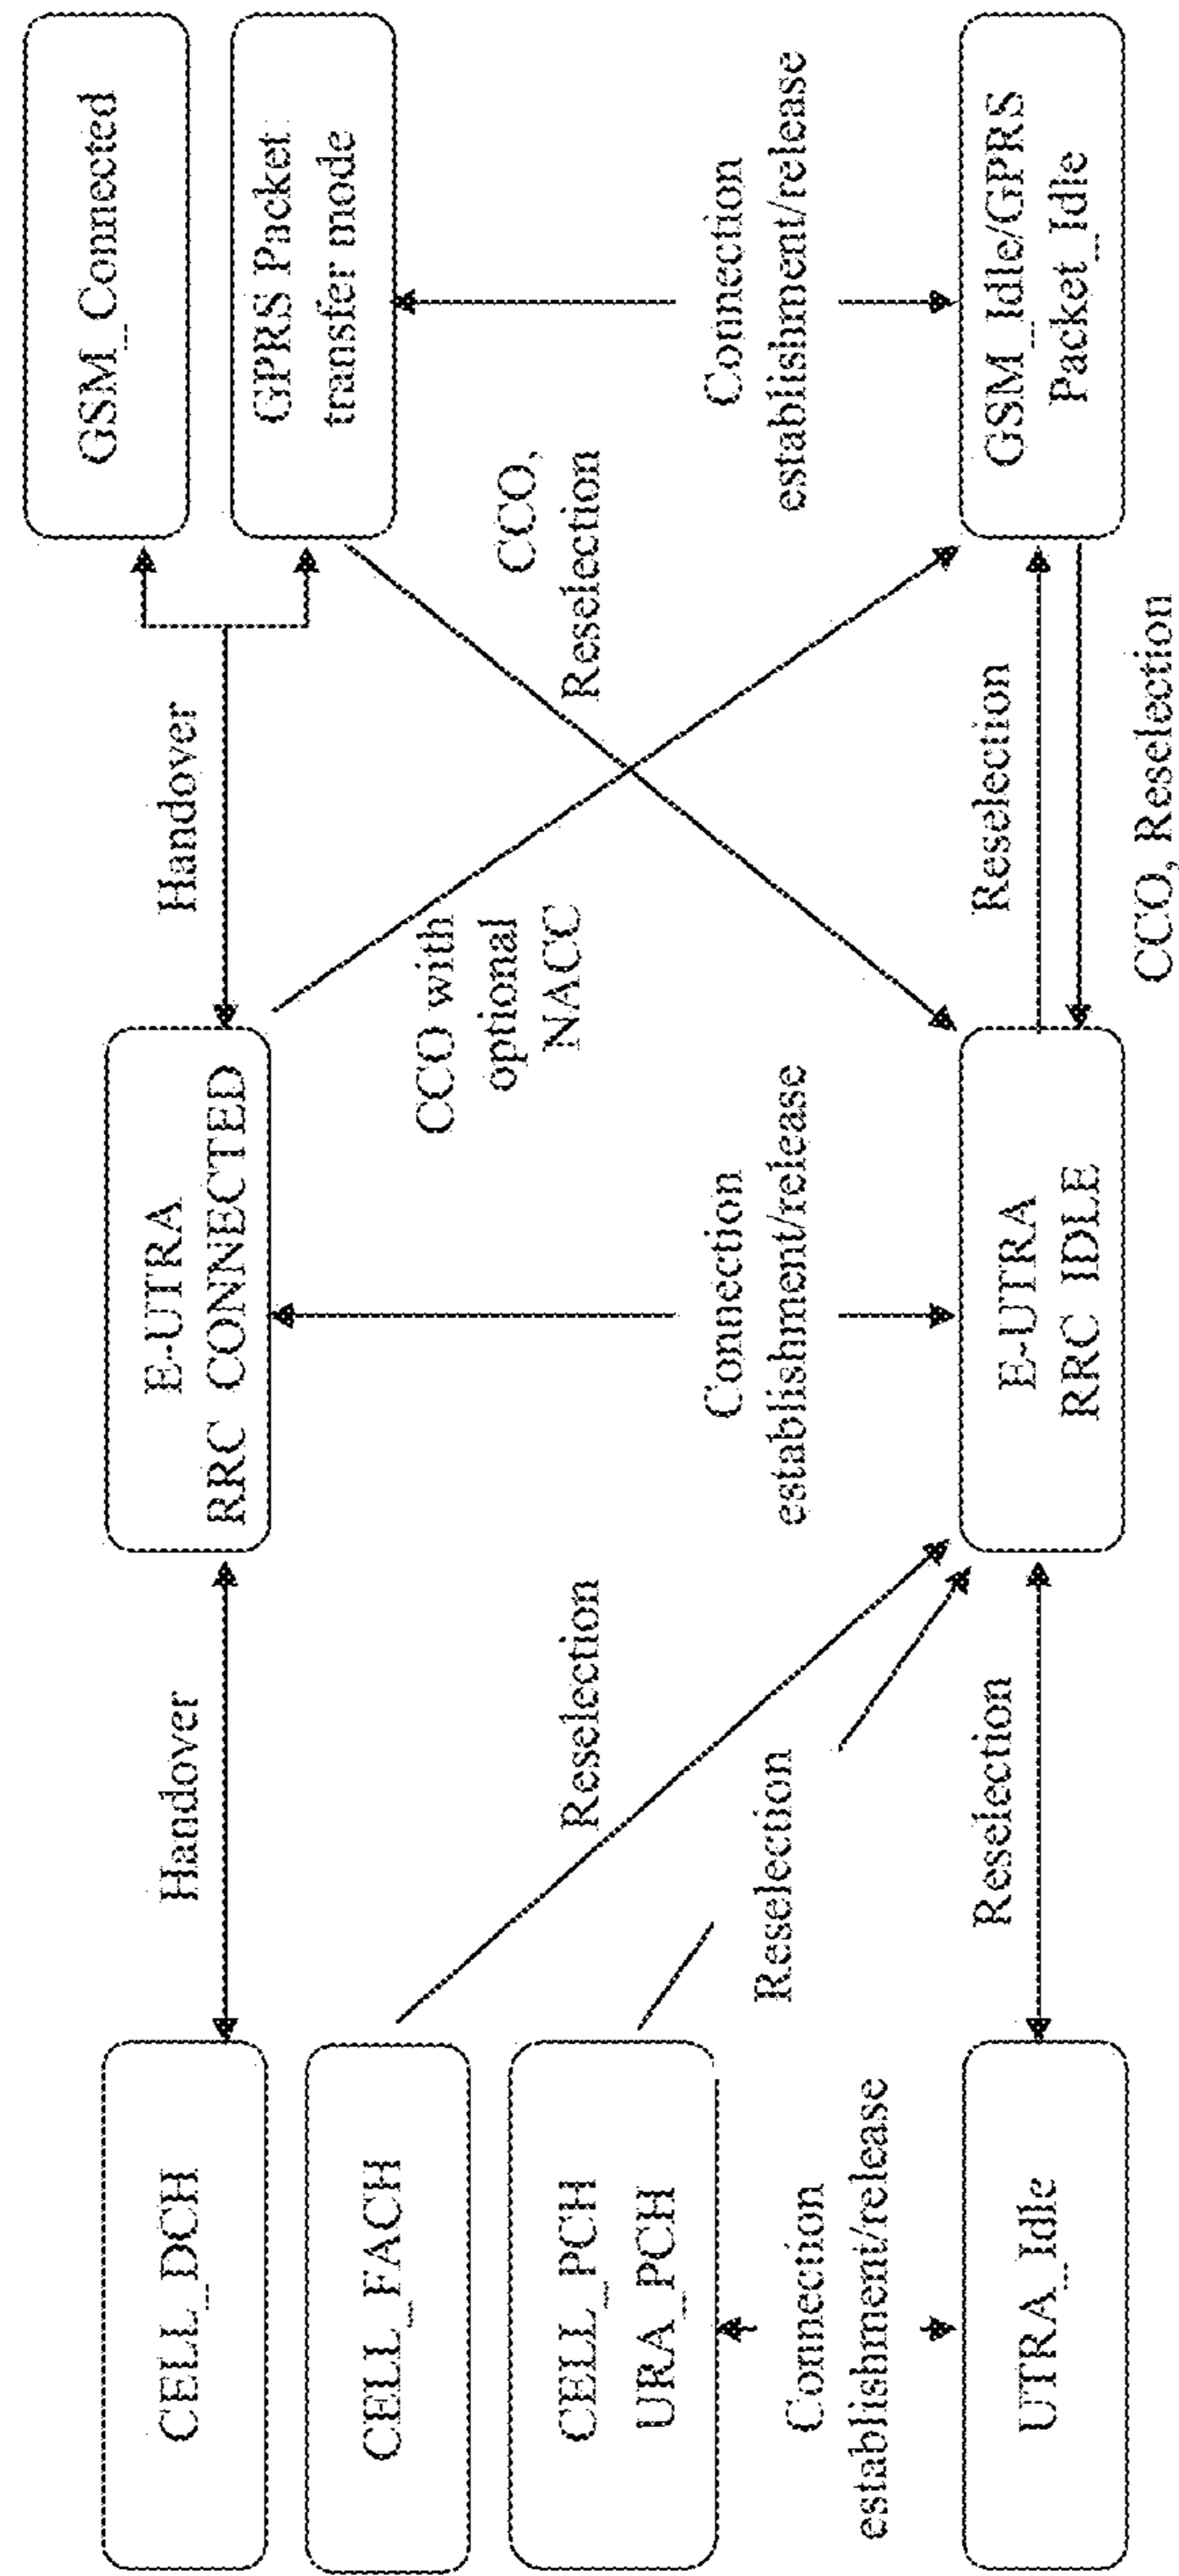 CELL_DCH
Handover
E-UTRA
RRC CONNECTED
Handover
GSM_Connected
GPRS Packet
transfer mode
CELL_FACH
CELL_PCH
URA_PCH
Reselection
Reselection
CCO with
optional
NACC
CCO,
Reselection
Connection
establishment/release
Connection
establishment/release
Connection
establishment/release
UTRA_Idle
Reselection
E-UTRA
RRC IDLE
Reselection
CCO, Reselection
GSM_Idle/GPRS
Packet_Idle